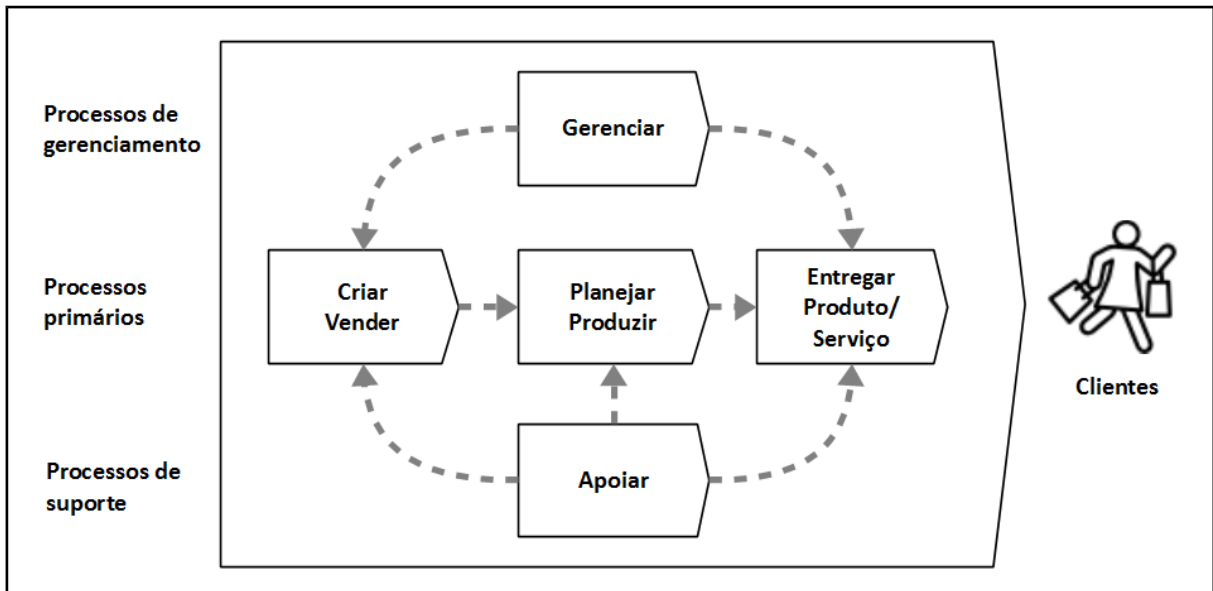 Processos de
gerenciamento
Gerenciar
Processos
primários
Criar
Vender
Planejar
Produzir
Entregar
Produto/
Serviço
Clientes
Processos de
suporte
Apoiar